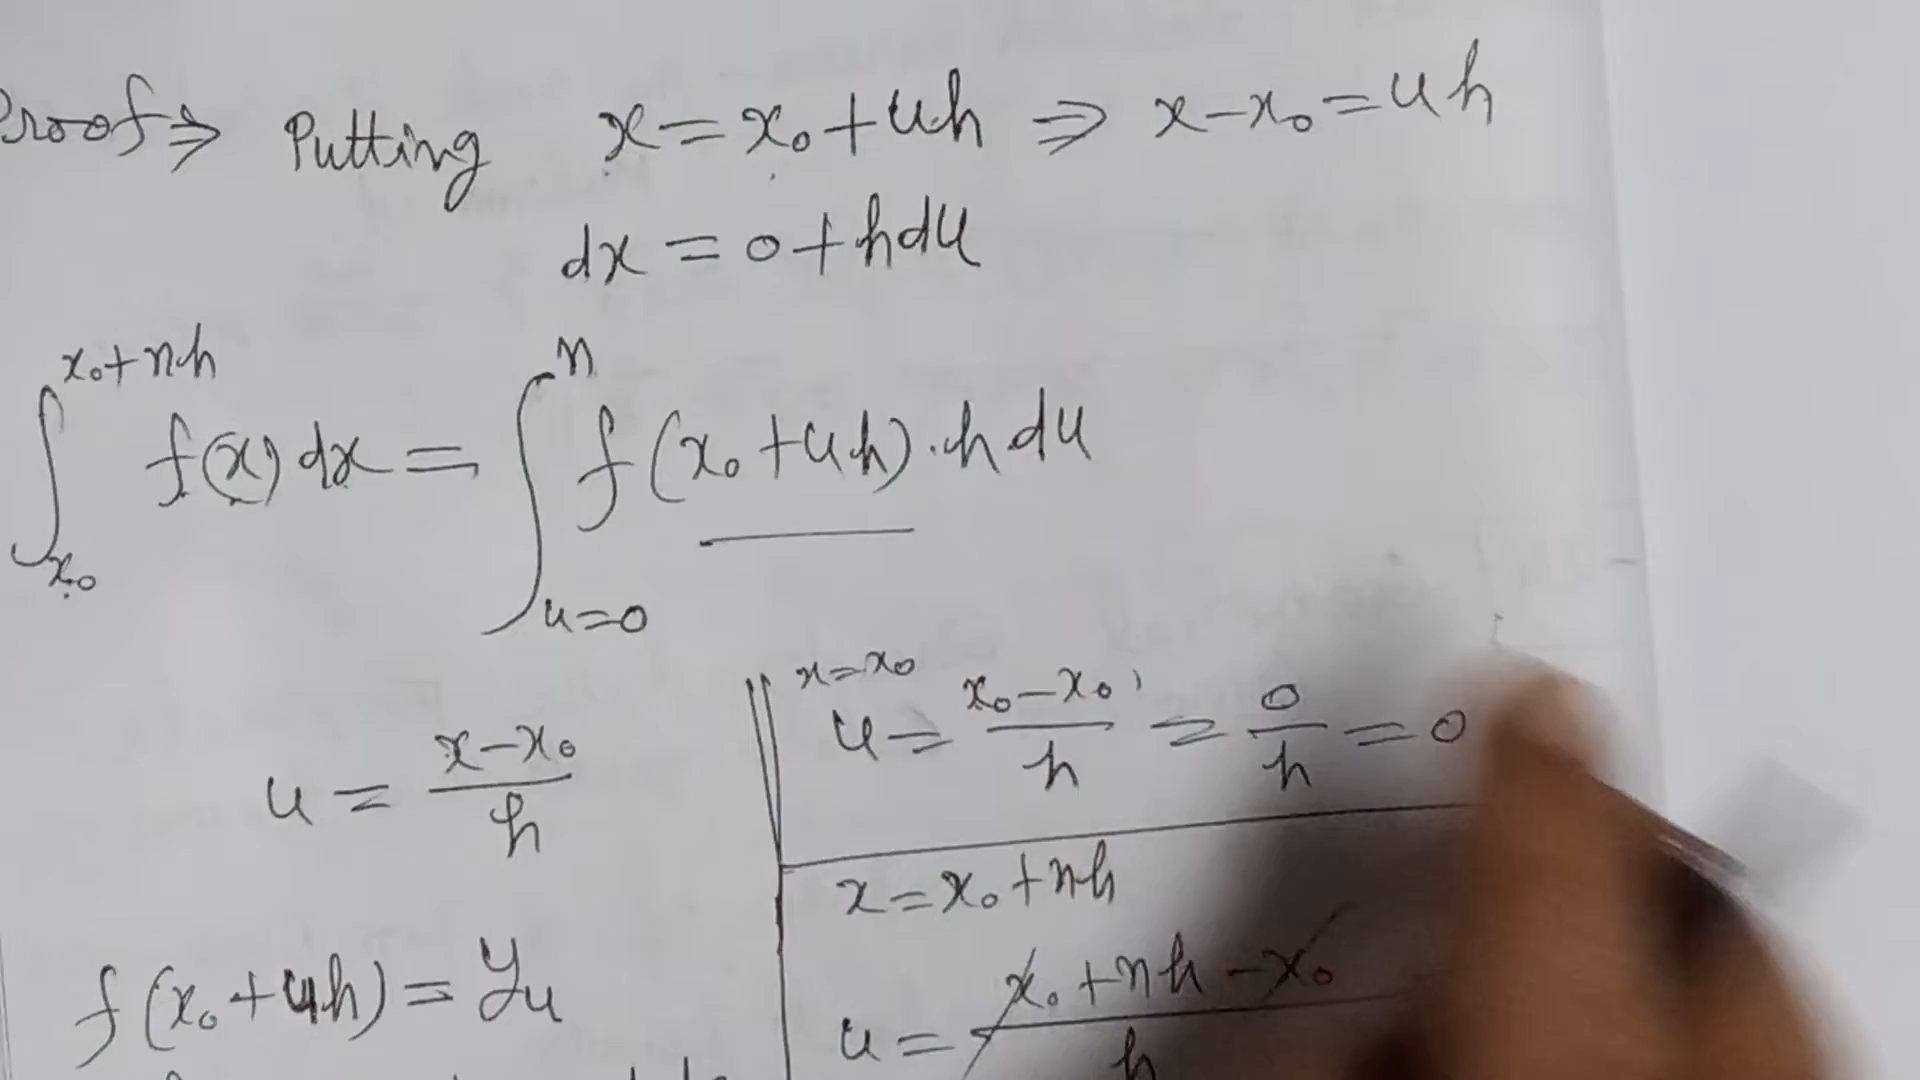 Proof ⇒ Putting x = x₀ + uh ⇒ x - x₀ = uh
dx = 0 + hdu
∫_{x₀}^{x₀+nh} f(x) dx = ∫_{u=0}^{n} f(x₀ + uh) . h du
u = (x - x₀)/h
f(x₀ + uh) = y_u
x = x₀
u = (x₀ - x₀)/h = 0/h = 0
x = x₀ + nh
u = (x₀ + nh - x₀)/h